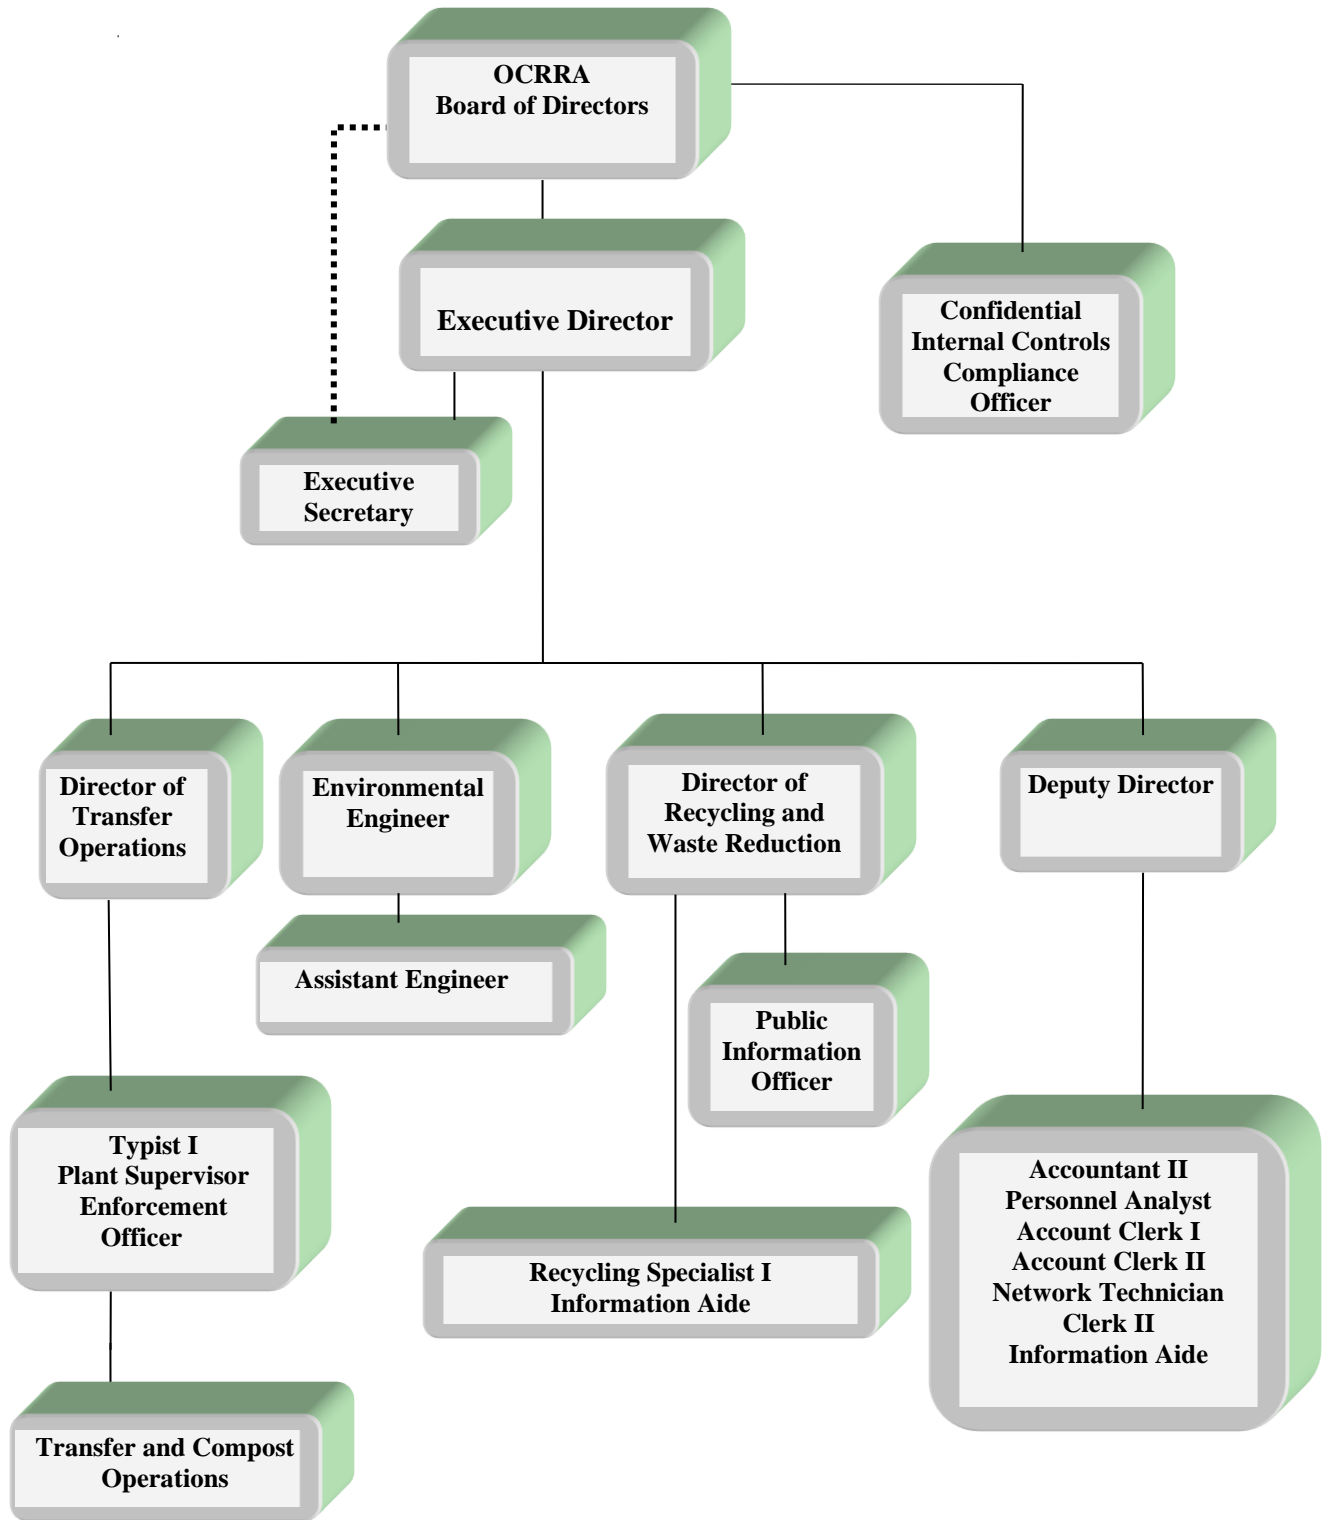 OCRRA
Board of Directors
Executive Director
Confidential
Internal Controls
Compliance
Officer
Executive
Secretary
Director of
Transfer
Operations
Environmental
Engineer
Director of
Recycling and
Waste Reduction
Deputy Director
Assistant Engineer
Public
Information
Officer
Typist I
Plant Supervisor
Enforcement
Officer
Recycling Specialist I
Information Aide
Accountant II
Personnel Analyst
Account Clerk I
Account Clerk II
Network Technician
Clerk II
Information Aide
Transfer and Compost
Operations